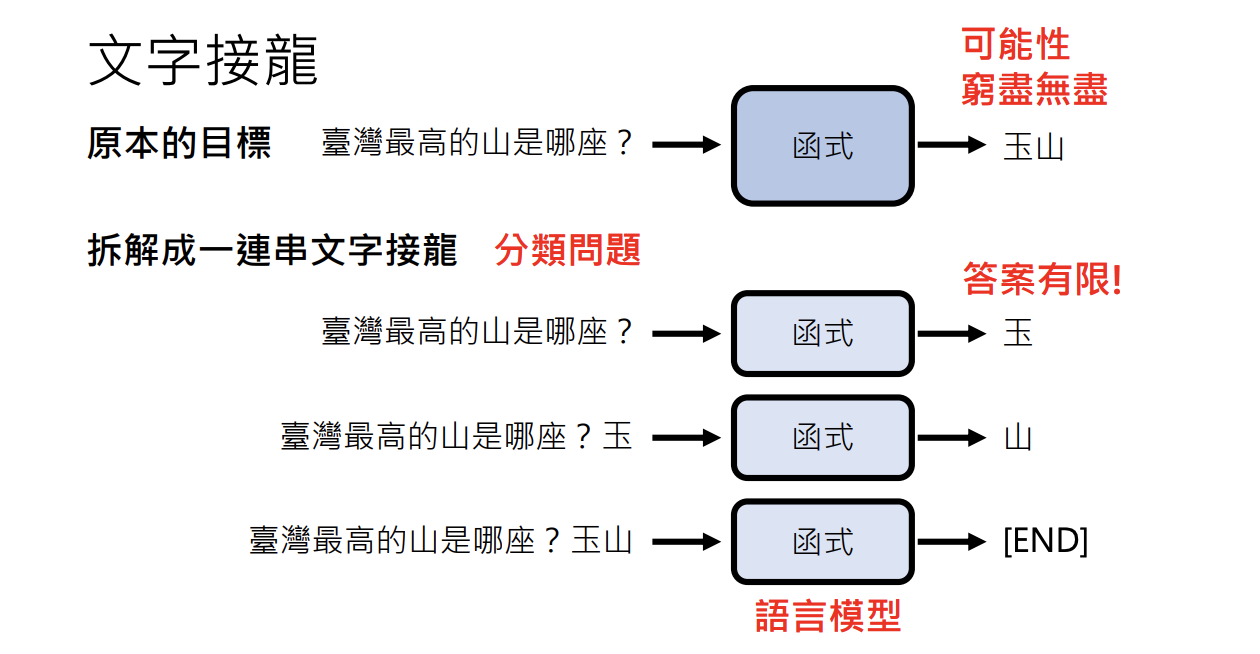 文字接龍
可能性
窮盡無盡
原本的目標 臺灣最高的山是哪座？ 函式 玉山
拆解成一連串文字接龍 分類問題
答案有限!
臺灣最高的山是哪座？ 函式 玉
臺灣最高的山是哪座？玉 函式 山
臺灣最高的山是哪座？玉山 函式 [END]
語言模型